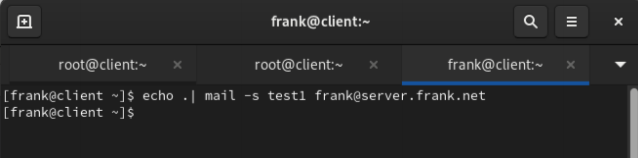 frank@client:~
root@client:~ × root@client:~ × frank@client:~ ×
[frank@client ~]$ echo .| mail -s test1 frank@server.frank.net
[frank@client ~]$